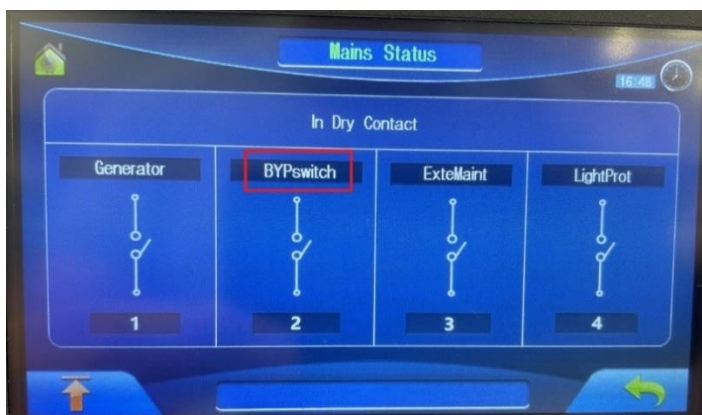 Mains Status
16:48
In Dry Contact
Generator
BYPswitch
ExteMaint
LightProt
1
2
3
4